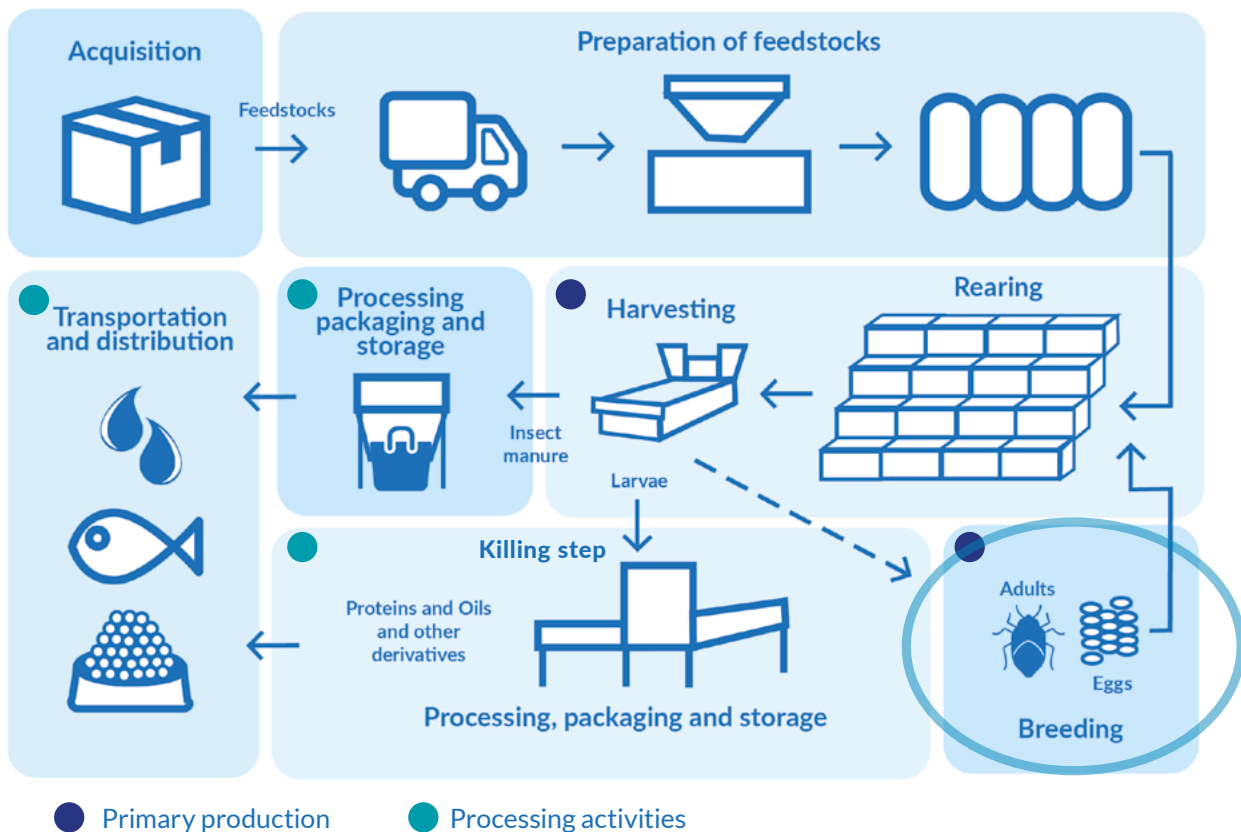 Acquisition
Feedstocks
Preparation of feedstocks
Transportation
and distribution
Processing
packaging and
storage
Harvesting
Rearing
Insect
manure
Larvae
Killing step
Proteins and Oils
and other
derivatives
Processing, packaging and storage
Adults
Eggs
Breeding
Primary production
Processing activities